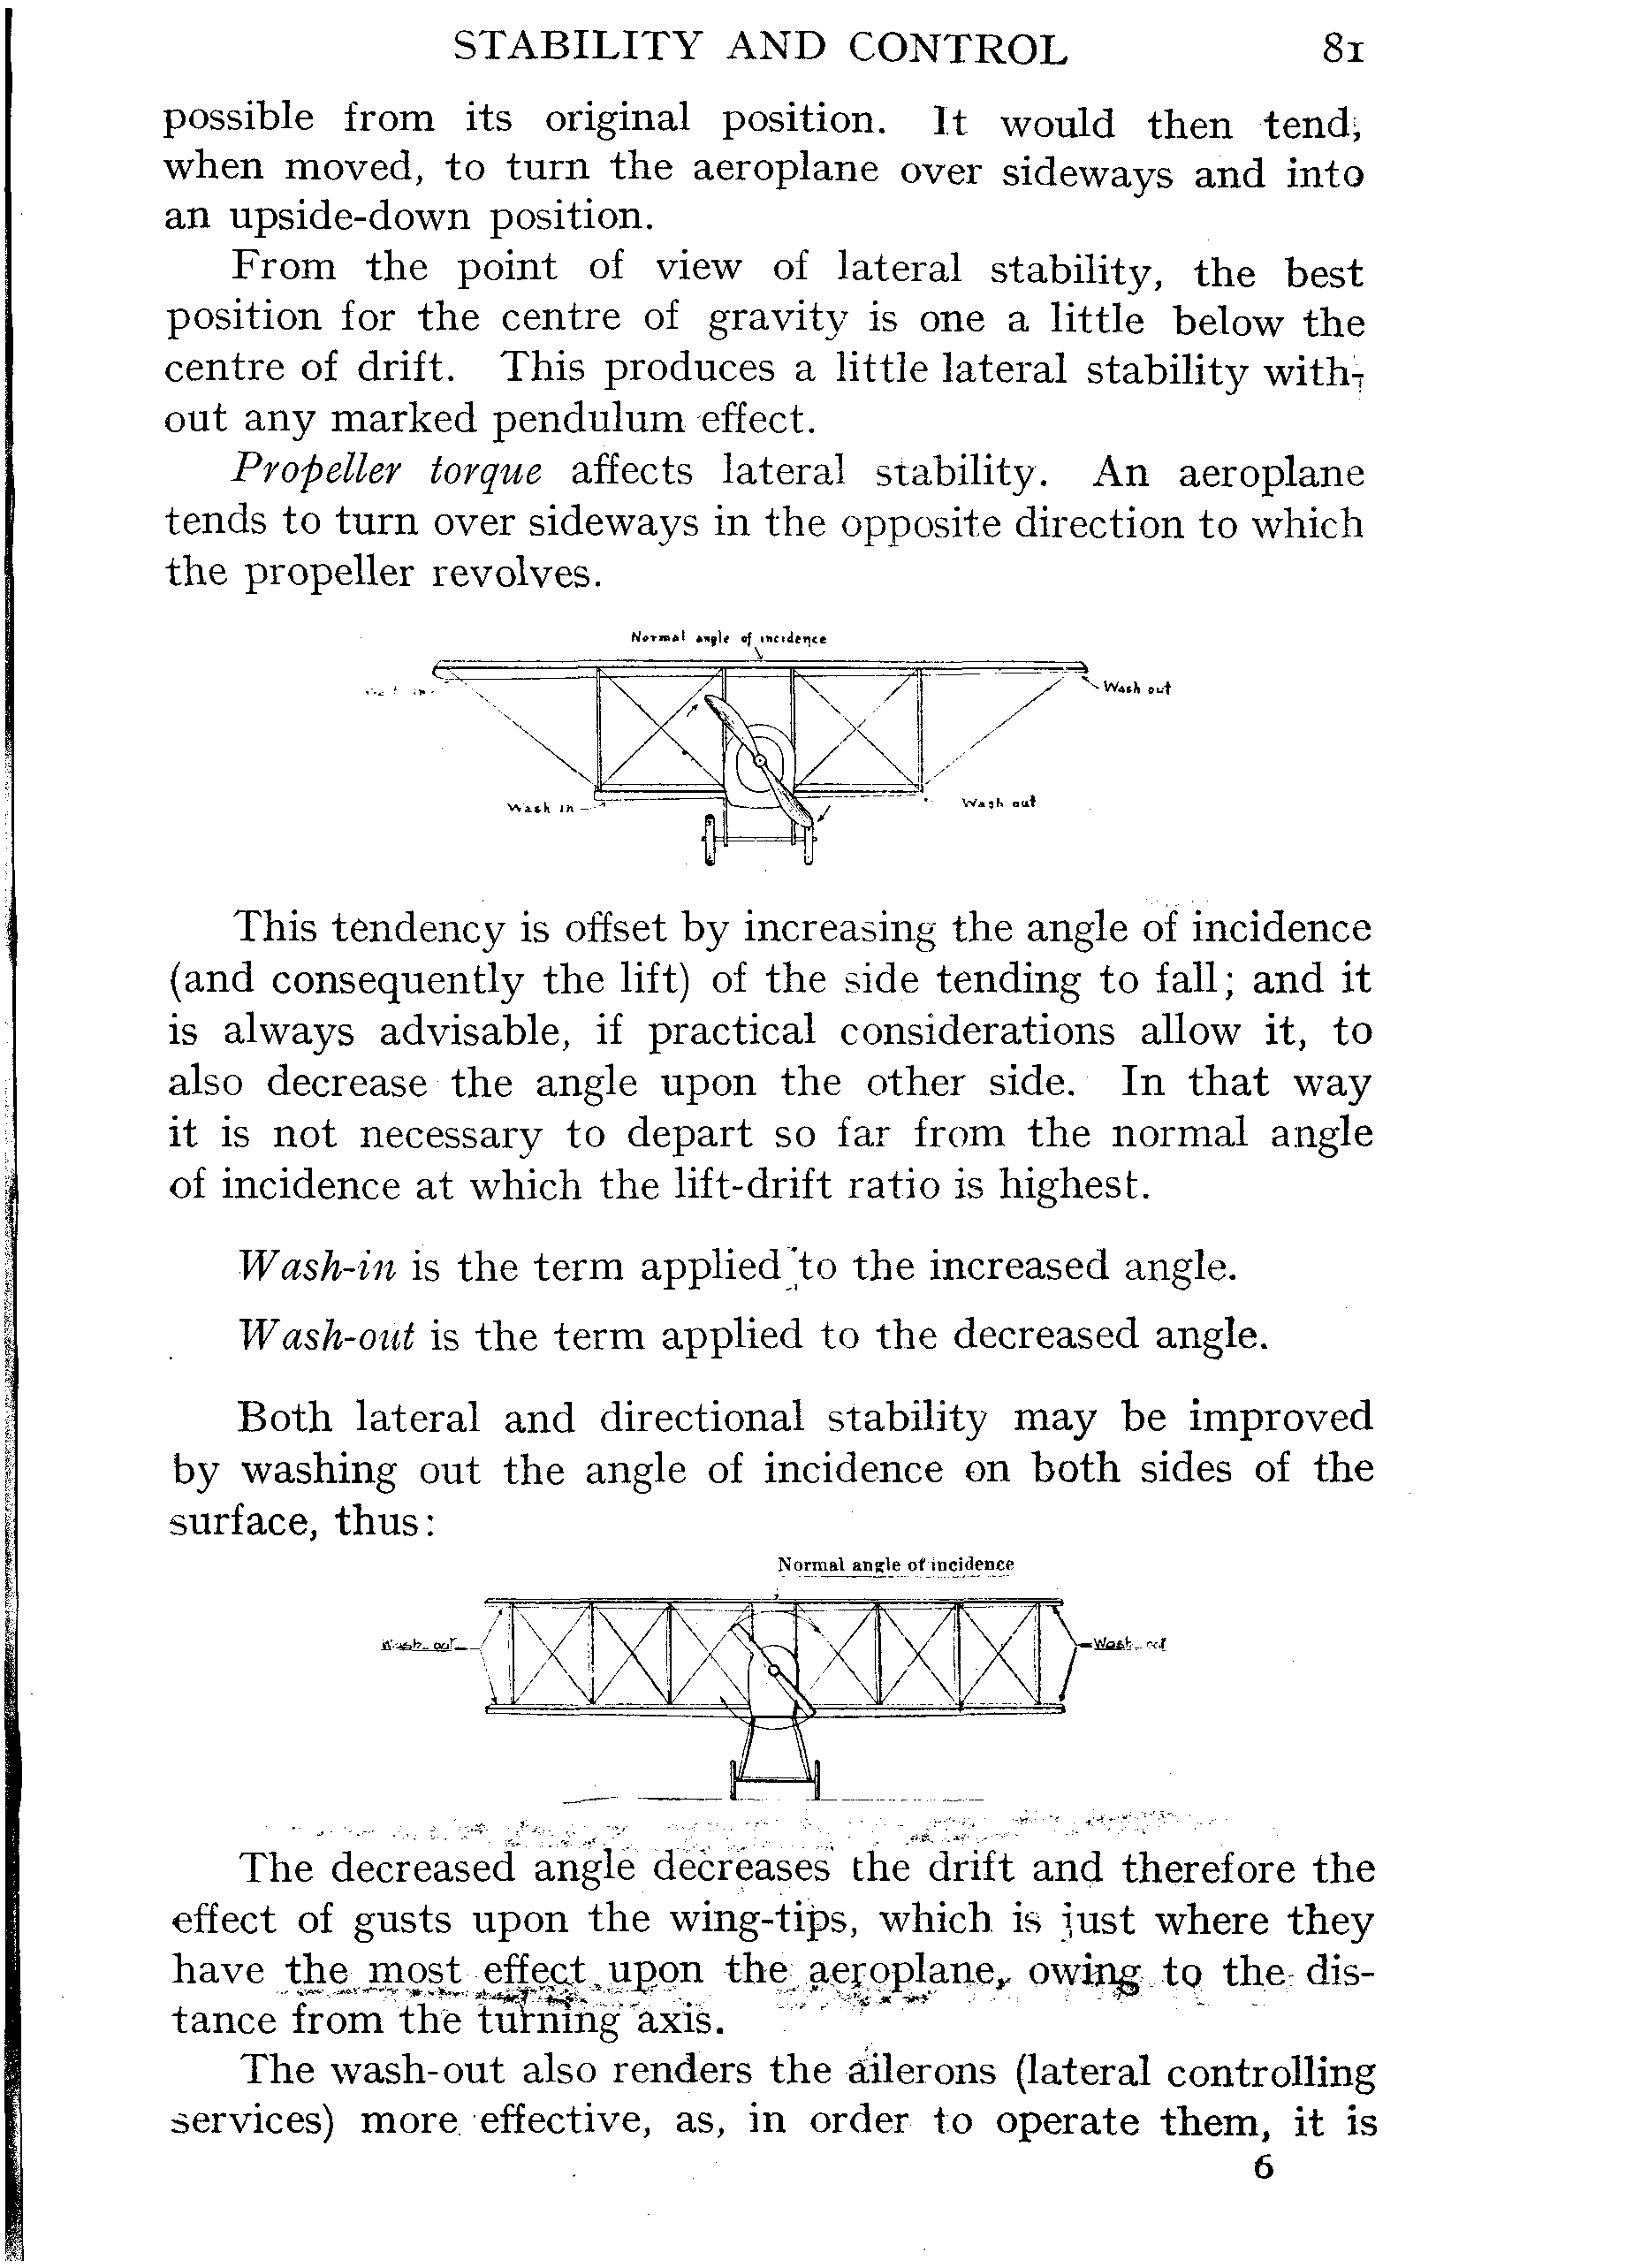 STABILITY AND CONTROL 81
possible from its original position. It would then tend,
when moved, to turn the aeroplane over sideways and into
an upside-down position.
From the point of view of lateral stability, the best
position for the centre of gravity is one a little below the
centre of drift. This produces a little lateral stability with-
out any marked pendulum effect.
Propeller torque affects lateral stability. An aeroplane
tends to turn over sideways in the opposite direction to which
the propeller revolves.
Normal angle of incidence
Wash out
Wash in
Wash out
This tendency is offset by increasing the angle of incidence
(and consequently the lift) of the side tending to fall; and it
is always advisable, if practical considerations allow it, to
also decrease the angle upon the other side. In that way
it is not necessary to depart so far from the normal angle
of incidence at which the lift-drift ratio is highest.
Wash-in is the term applied to the increased angle.
Wash-out is the term applied to the decreased angle.
Both lateral and directional stability may be improved
by washing out the angle of incidence on both sides of the
surface, thus:
Normal angle of incidence
Wash out
Wash out
The decreased angle decreases the drift and therefore the
effect of gusts upon the wing-tips, which is just where they
have the most effect upon the aeroplane, owing to the dis-
tance from the turning axis.
The wash-out also renders the ailerons (lateral controlling
services) more effective, as, in order to operate them, it is
6